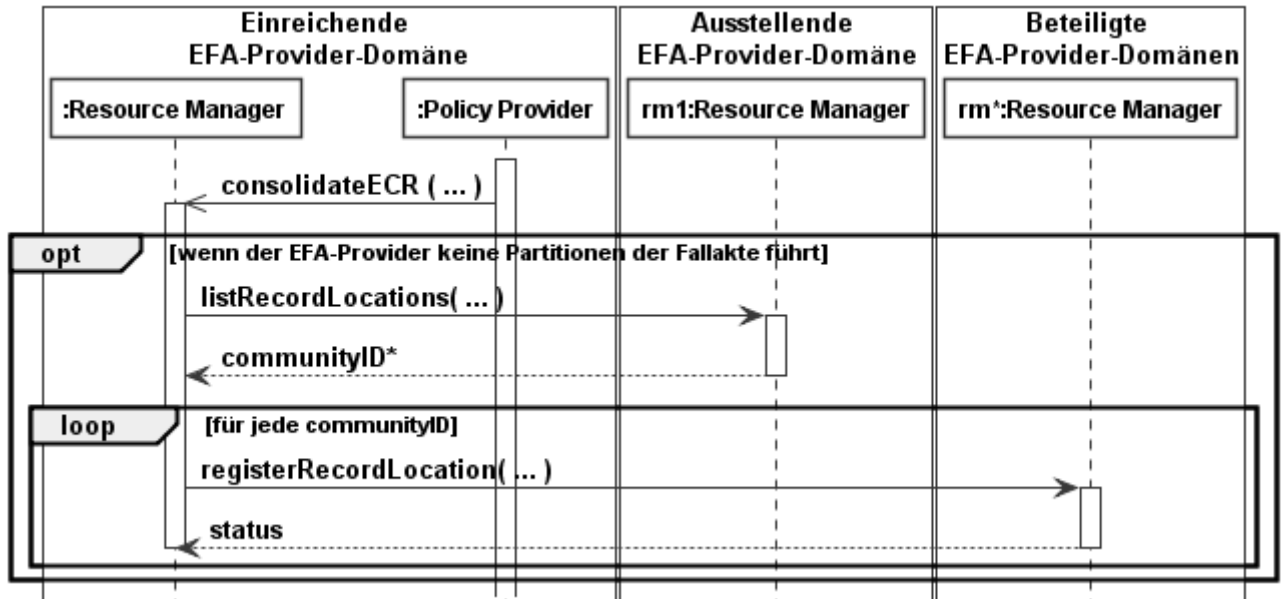 Einreichende
EFA-Provider-Domäne
Ausstellende
EFA-Provider-Domäne
Beteiligte
EFA-Provider-Domänen
:Resource Manager
:Policy Provider
rm1:Resource Manager
rm*:Resource Manager
consolidateECR ( ... )
opt
[wenn der EFA-Provider keine Partitionen der Fallakte führt]
listRecordLocations( ... )
communityID*
loop
[für jede communityID]
registerRecordLocation( ... )
status